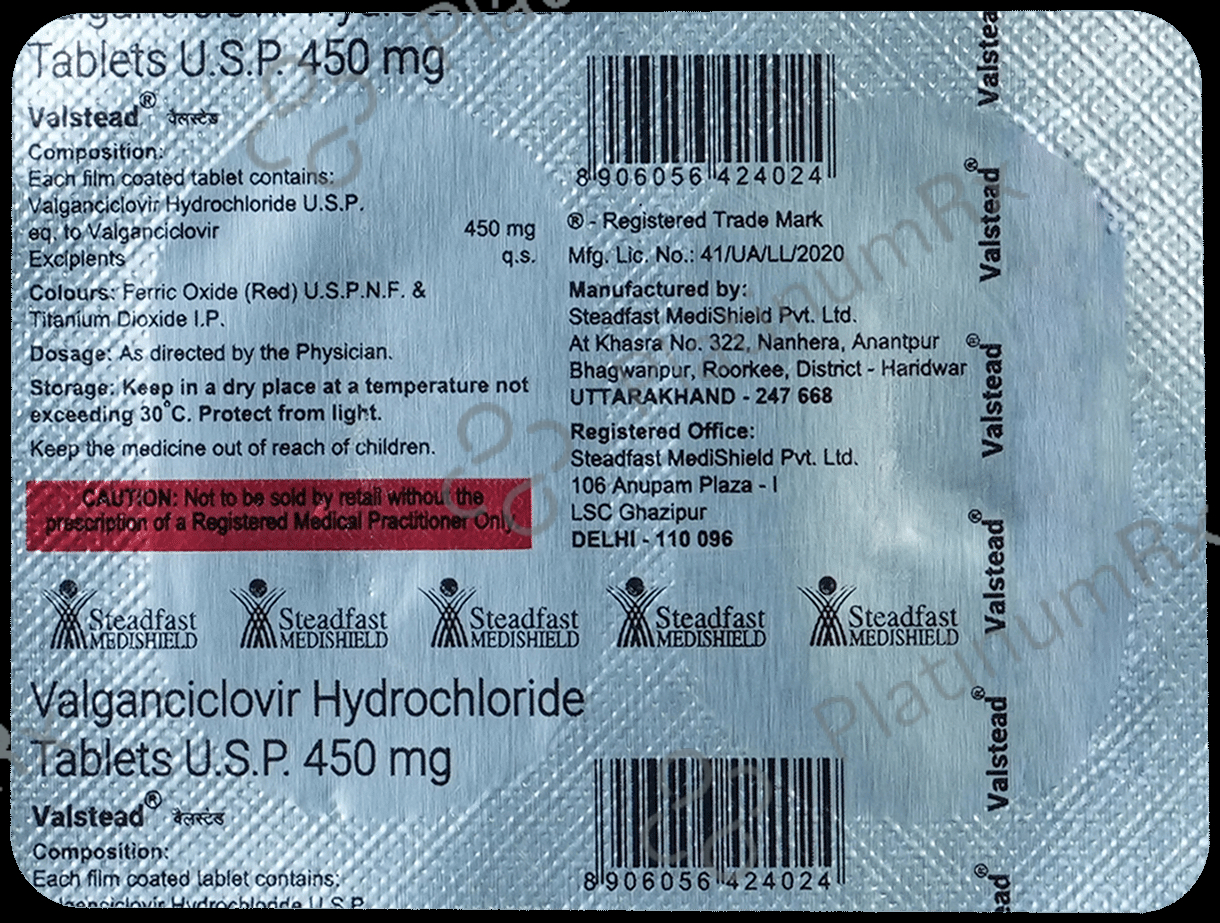 Tablets U.S.P. 450 mg
Valstead® वेलस्टेड
Composition:
Each film coated tablet contains:
Valganciclovir Hydrochloride U.S.P.
eq. to Valganciclovir 450 mg
Excipients q.s.
Colours: Ferric Oxide (Red) U.S.P.N.F. &
Titanium Dioxide I.P.
Dosage: As directed by the Physician.
Storage: Keep in a dry place at a temperature not
exceeding 30°C. Protect from light.
Keep the medicine out of reach of children.
CAUTION: Not to be sold by retail without the
prescription of a Registered Medical Practitioner Only
8 906056 424024
® - Registered Trade Mark
Mfg. Lic. No.: 41/UA/LL/2020
Manufactured by:
Steadfast MediShield Pvt. Ltd.
At Khasra No. 322, Nanhera, Anantpur
Bhagwanpur, Roorkee, District - Haridwar
UTTARAKHAND - 247 668
Registered Office:
Steadfast MediShield Pvt. Ltd.
106 Anupam Plaza - I
LSC Ghazipur
DELHI - 110 096
Valstead®
Valstead®
Valstead®
Valstead®
Valstead®
Steadfast
MEDISHIELD
Steadfast
MEDISHIELD
Steadfast
MEDISHIELD
Steadfast
MEDISHIELD
Steadfast
MEDISHIELD
Valganciclovir Hydrochloride
Tablets U.S.P. 450 mg
Valstead® वेलस्टेड
Composition:
Each film coated tablet contains:
8 906056 424024
PlatinumRx
PlatinumRx